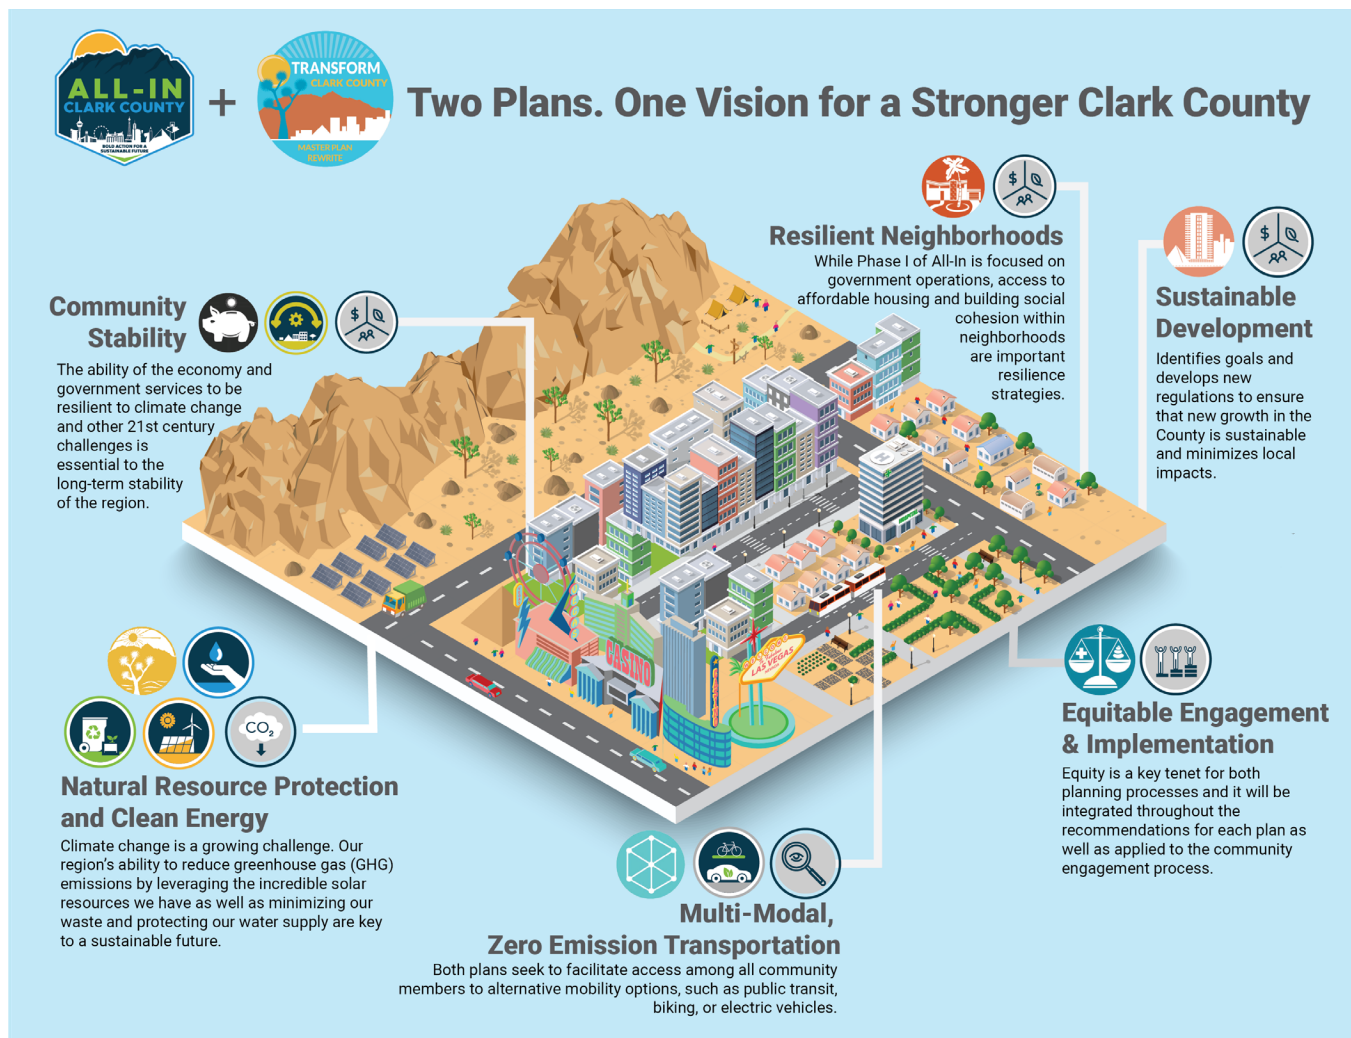 ALL-IN
CLARK COUNTY
BOLD ACTION FOR A
SUSTAINABLE FUTURE
+
TRANSFORM
CLARK COUNTY
MASTER PLAN
REWRITE
Two Plans. One Vision for a Stronger Clark County
Resilient Neighborhoods
While Phase I of All-In is focused on
government operations, access to
affordable housing and building social
cohesion within
neighborhoods
are important
resilience
strategies.
$
Sustainable
Development
Identifies goals and
develops new
regulations to ensure
that new growth in the
County is sustainable
and minimizes local
impacts.
$
Community
Stability
The ability of the economy and
government services to be
resilient to climate change
and other 21st century
challenges is
essential to the
long-term stability
of the region.
$
H
CASINO
LAS VEGAS
CO2
Natural Resource Protection
and Clean Energy
Climate change is a growing challenge. Our
region's ability to reduce greenhouse gas (GHG)
emissions by leveraging the incredible solar
resources we have as well as minimizing our
waste and protecting our water supply are key
to a sustainable future.
Equitable Engagement
& Implementation
Equity is a key tenet for both
planning processes and it will be
integrated throughout the
recommendations for each plan as
well as applied to the community
engagement process.
Multi-Modal,
Zero Emission Transportation
Both plans seek to facilitate access among all community
members to alternative mobility options, such as public transit,
biking, or electric vehicles.